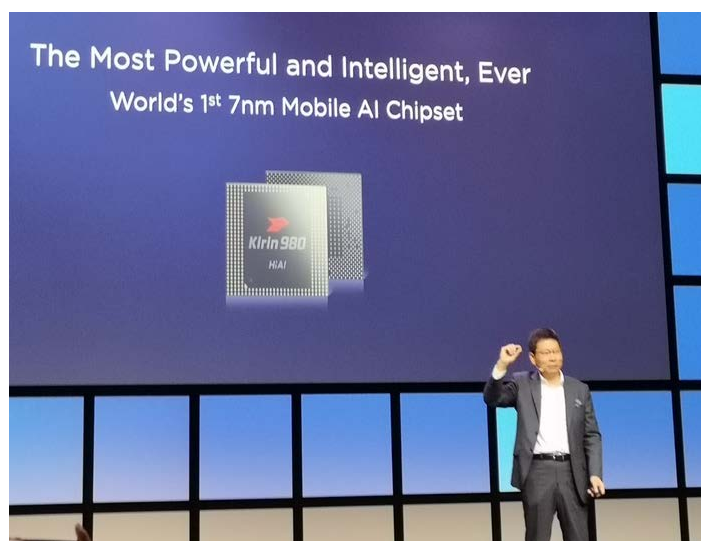 The Most Powerful and Intelligent, Ever
World's 1st 7nm Mobile AI Chipset
Kirin 980
HiAI